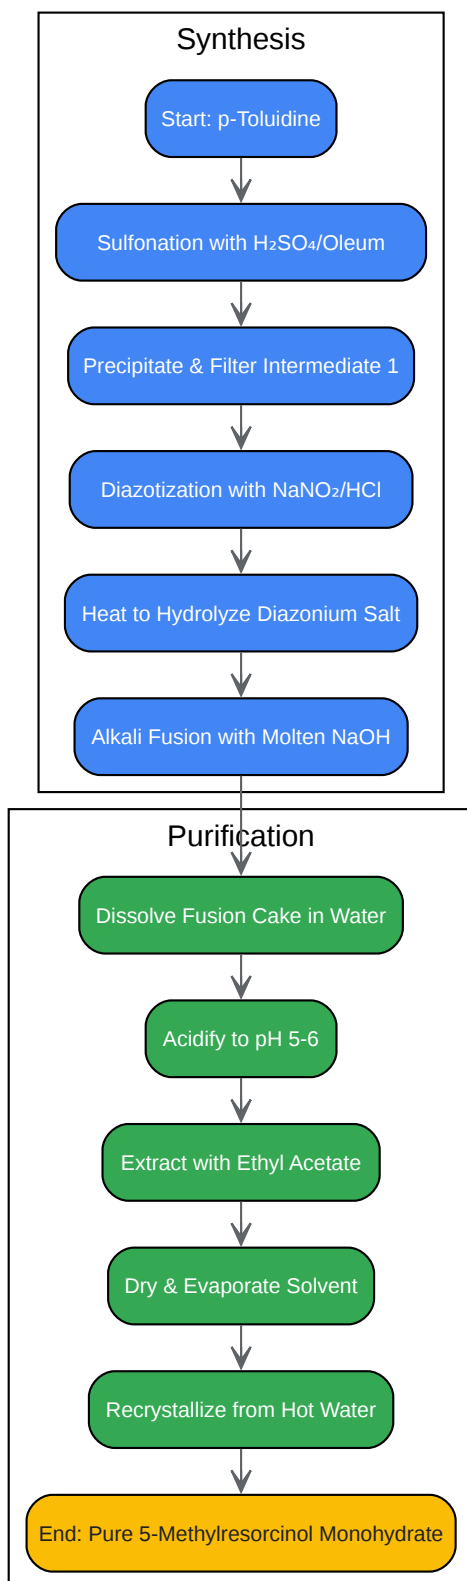 Synthesis
Start: p-Toluidine
Sulfonation with H₂SO₄/Oleum
Precipitate & Filter Intermediate 1
Diazotization with NaNO₂/HCl
Heat to Hydrolyze Diazonium Salt
Alkali Fusion with Molten NaOH
Purification
Dissolve Fusion Cake in Water
Acidify to pH 5-6
Extract with Ethyl Acetate
Dry & Evaporate Solvent
Recrystallize from Hot Water
End: Pure 5-Methylresorcinol Monohydrate